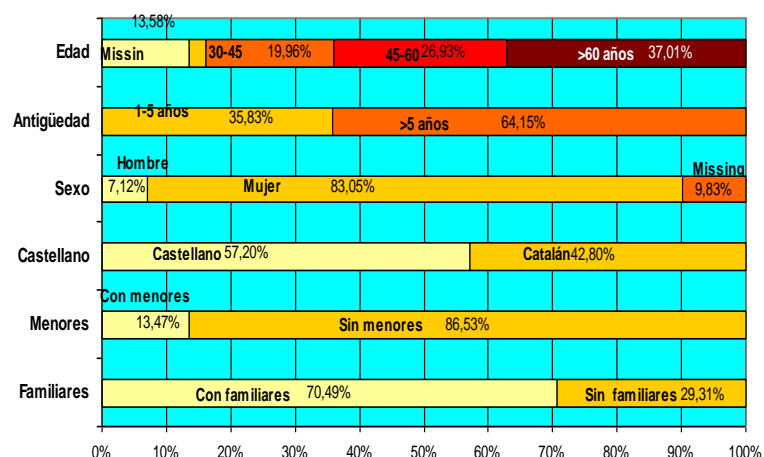 13,58%
Edad Missin 30-45 19,96% 45-60 26,93% >60 años 37,01%
Antigüedad 1-5 años 35,83% >5 años 64,15%
Hombre Missing
Sexo 7,12% Mujer 83,05% 9,83%
Castellano Castellano 57,20% Catalán 42,80%
Con menores
Menores 13,47% Sin menores 86,53%
Familiares Con familiares 70,49% Sin familiares 29,31%
0% 10% 20% 30% 40% 50% 60% 70% 80% 90% 100%